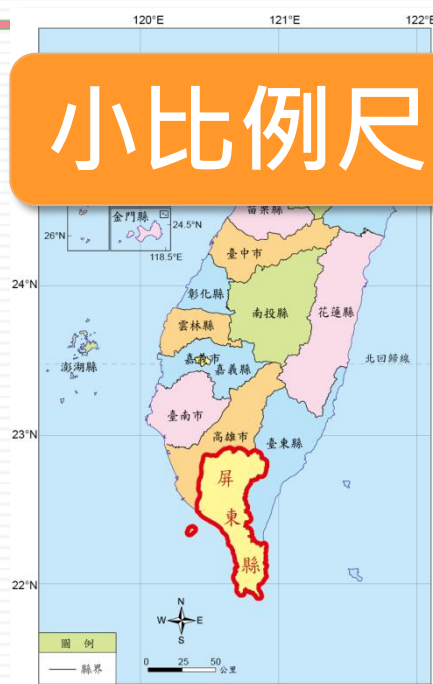 120°E 121°E 122°E
小比例尺
苗栗縣
金門縣
24.5°N
26°N
118.5°E
臺中市
24°N
彰化縣
南投縣
花蓮縣
雲林縣
嘉義市
嘉義縣
北回歸線
澎湖縣
臺南市
23°N
高雄市
臺東縣
屏
東
縣
22°N
N
W E
S
圖 例
縣界
0 25 50 公里